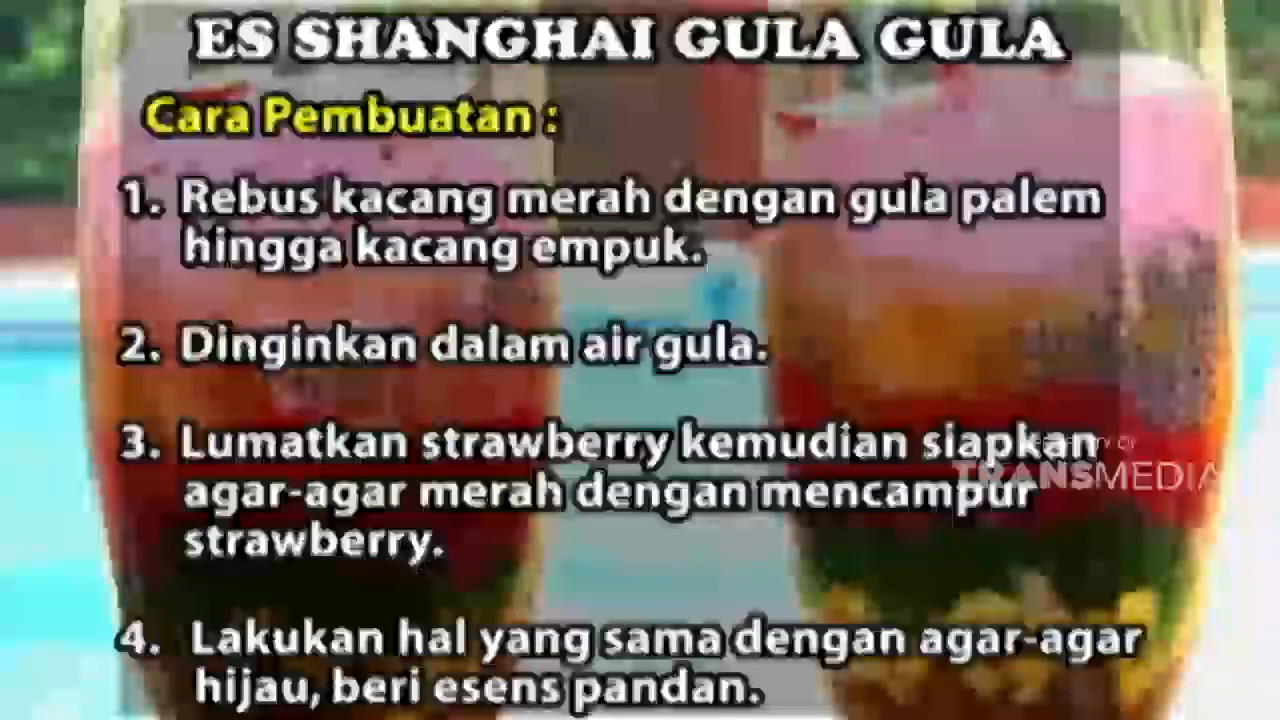 ES SHANGHAI GULA GULA
Cara Pembuatan :
1. Rebus kacang merah dengan gula palem
hingga kacang empuk.
2. Dinginkan dalam air gula.
3. Lumatkan strawberry kemudian siapkan
agar-agar merah dengan mencampur
strawberry.
4. Lakukan hal yang sama dengan agar-agar
hijau, beri esens pandan.
TRANSMEDIA